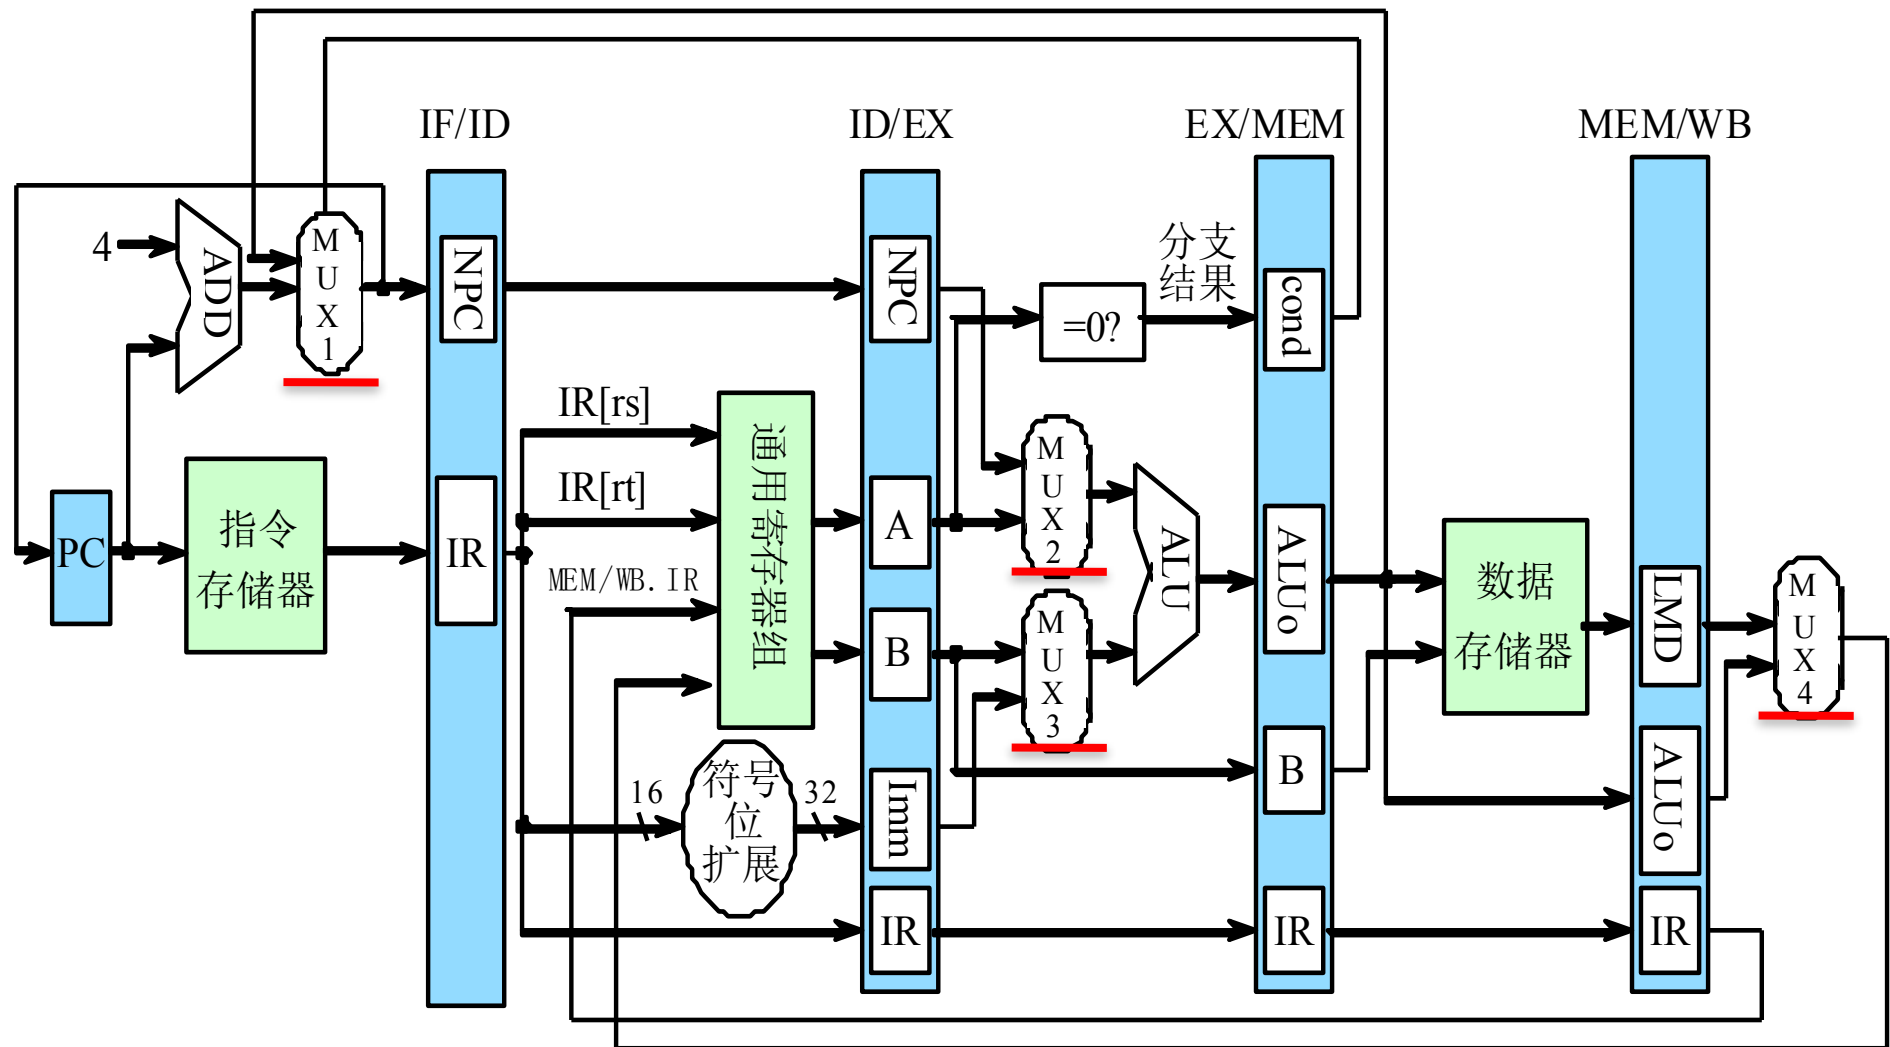 IF/ID
ID/EX
EX/MEM
MEM/WB
4
ADD
M
U
X
1
NPC
NPC
=0?
分支
结果
cond
IR[rs]
IR[rt]
MEM/WB.IR
PC
指令
存储器
IR
通用寄存器组
A
B
M
U
X
2
M
U
X
3
ALU
ALUo
B
数据
存储器
LMD
ALUo
M
U
X
4
16
符号
位
扩展
32
Imm
IR
IR
IR